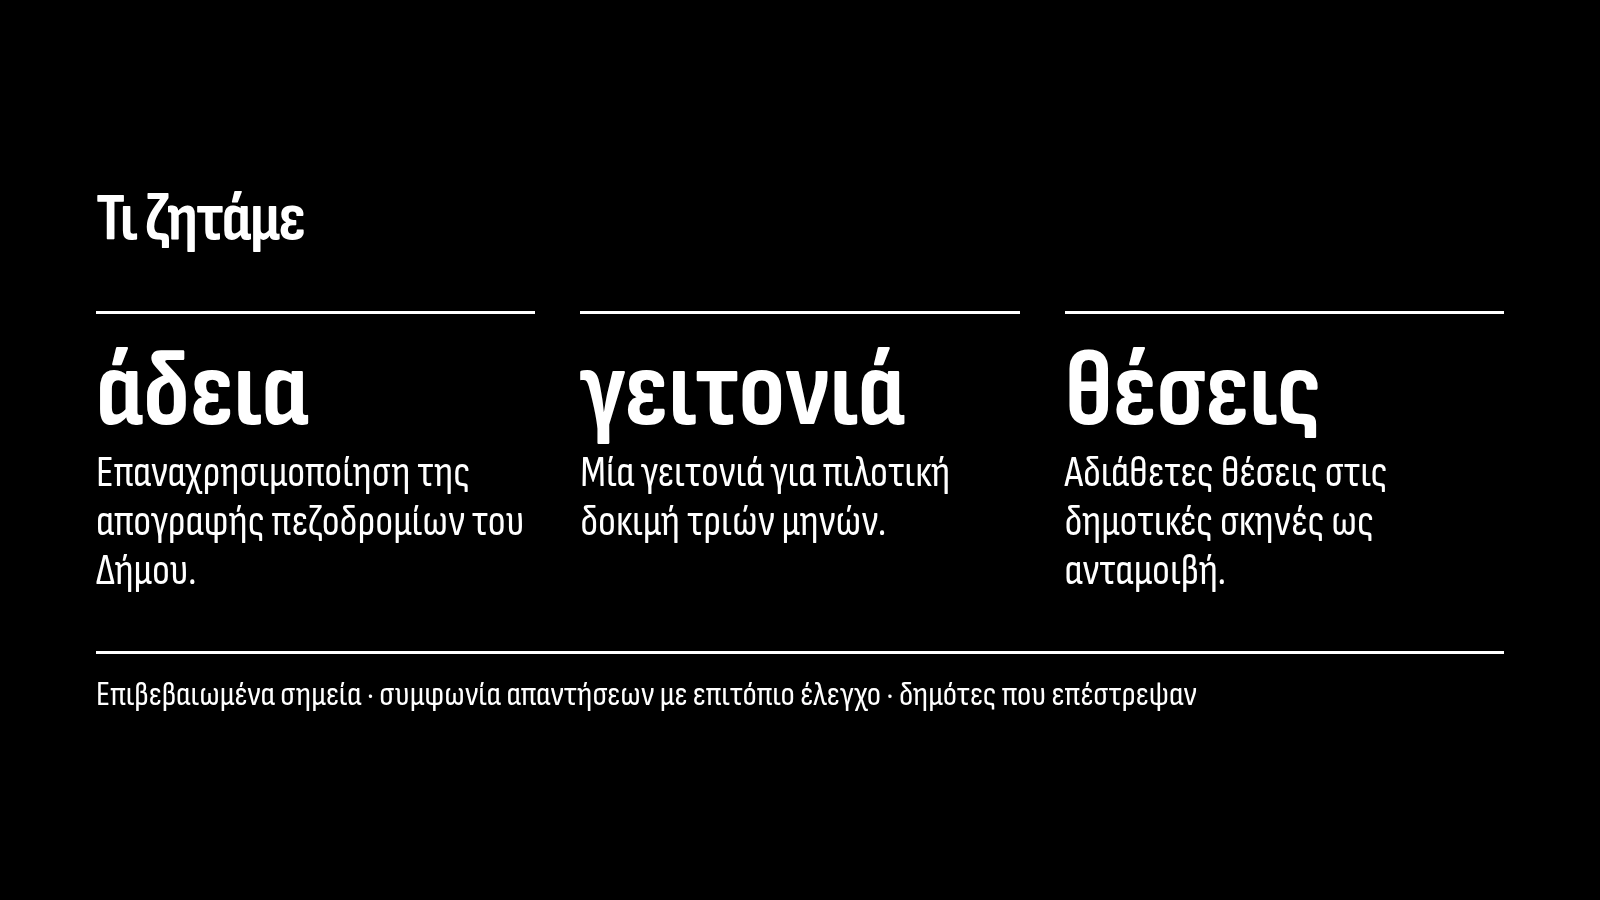 Τι ζητάμε
άδεια
Επαναχρησιμοποίηση της
απογραφής πεζοδρομίων του
Δήμου.
γειτονιά
Μία γειτονιά για πιλοτική
δοκιμή τριών μηνών.
θέσεις
Αδιάθετες θέσεις στις
δημοτικές σκηνές ως
ανταμοιβή.
Επιβεβαιωμένα σημεία · συμφωνία απαντήσεων με επιτόπιο έλεγχο · δημότες που επέστρεψαν